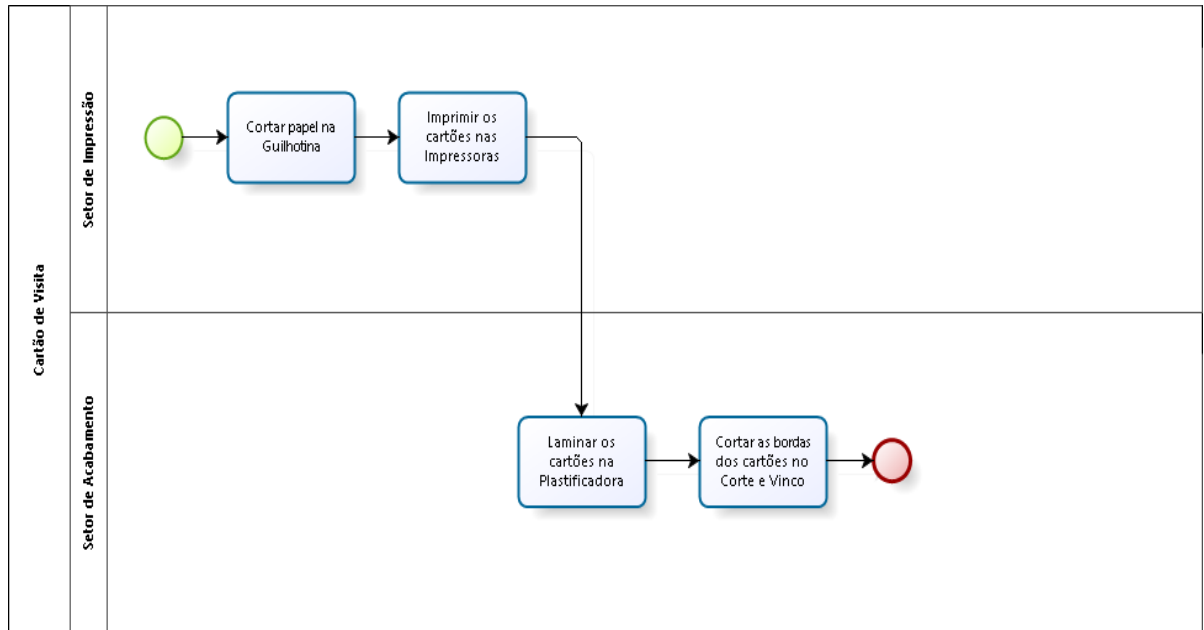 Cartão de Visita
Setor de Impressão
Cortar papel na
Guilhotina
Imprimir os
cartões nas
Impressoras
Setor de Acabamento
Laminar os
cartões na
Plastificadora
Cortar as bordas
dos cartões no
Corte e Vinco